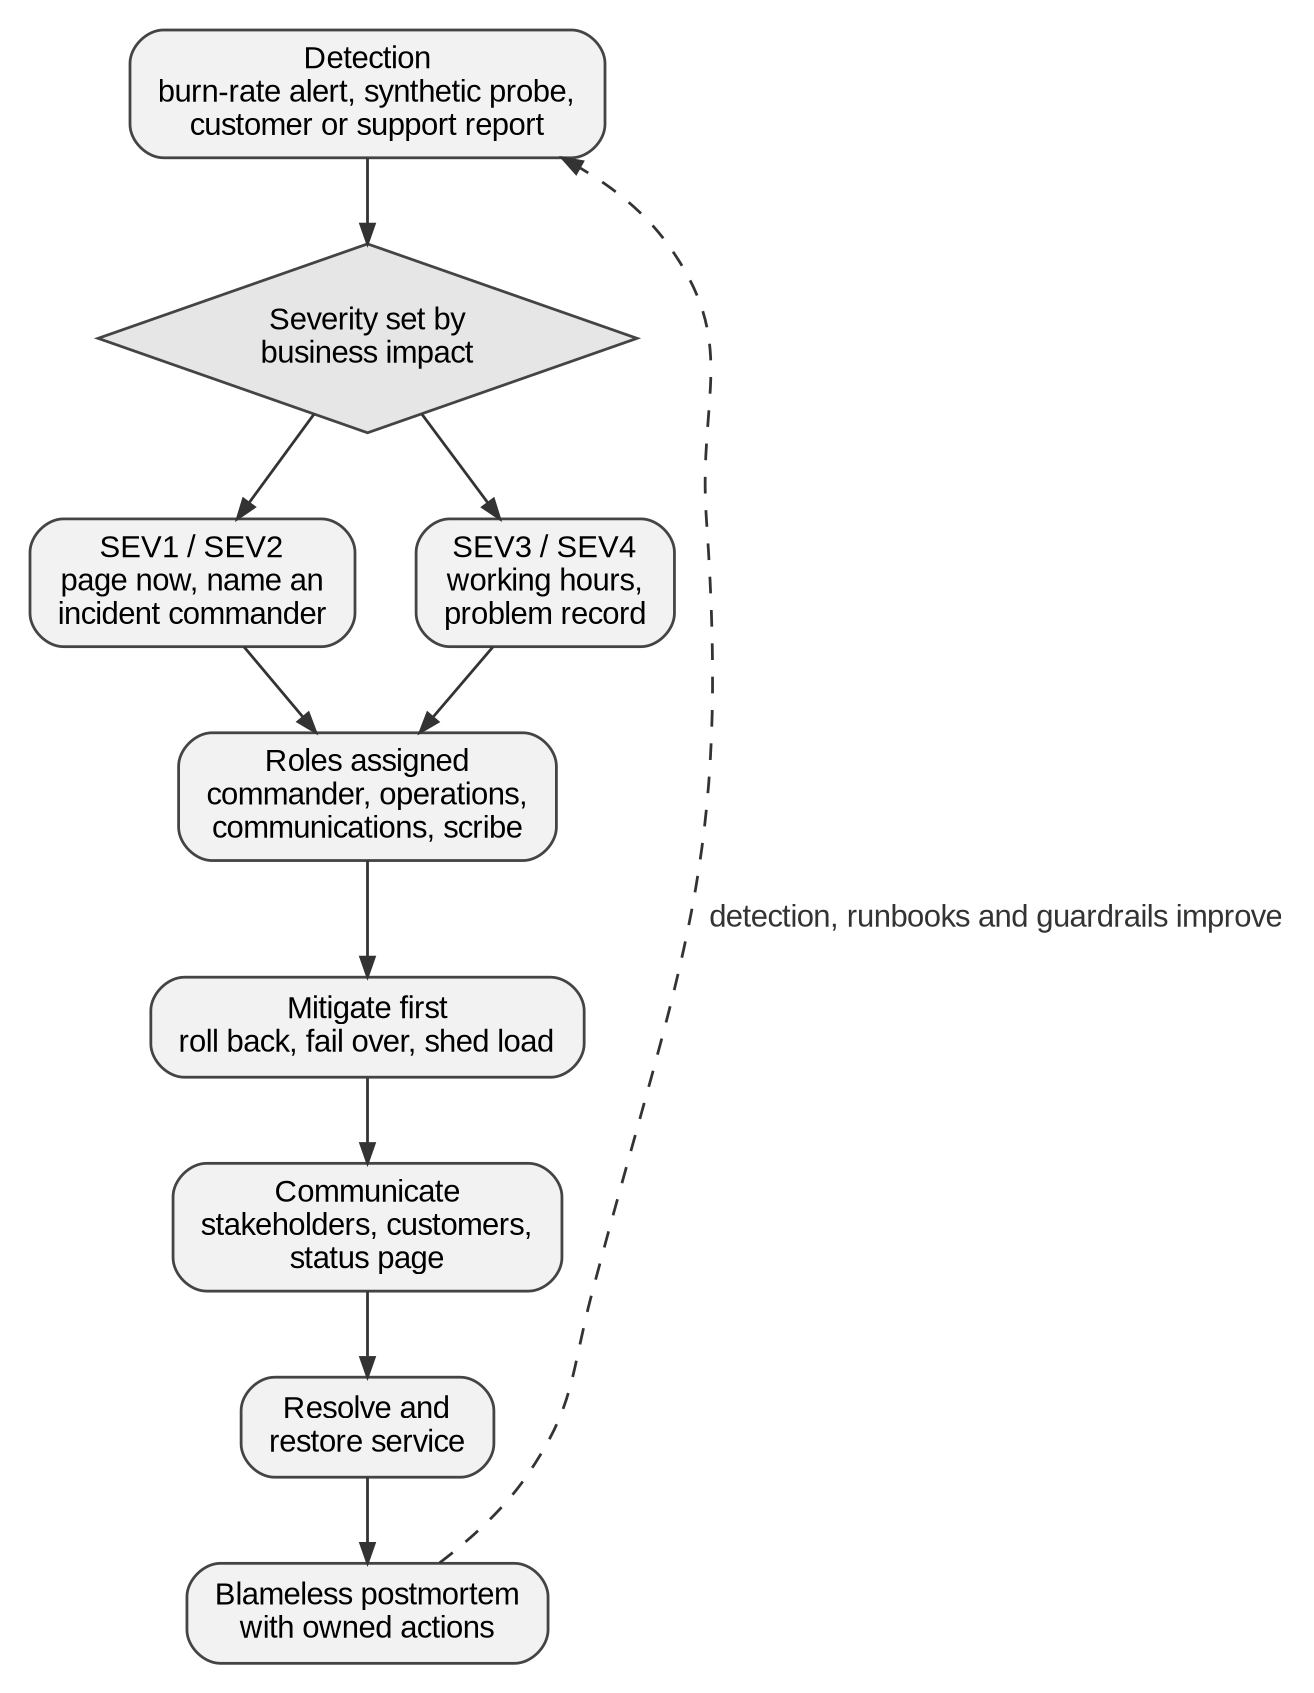 Detection
burn-rate alert, synthetic probe,
customer or support report
Severity set by
business impact
SEV1 / SEV2
page now, name an
incident commander
SEV3 / SEV4
working hours,
problem record
Roles assigned
commander, operations,
communications, scribe
detection, runbooks and guardrails improve
Mitigate first
roll back, fail over, shed load
Communicate
stakeholders, customers,
status page
Resolve and
restore service
Blameless postmortem
with owned actions